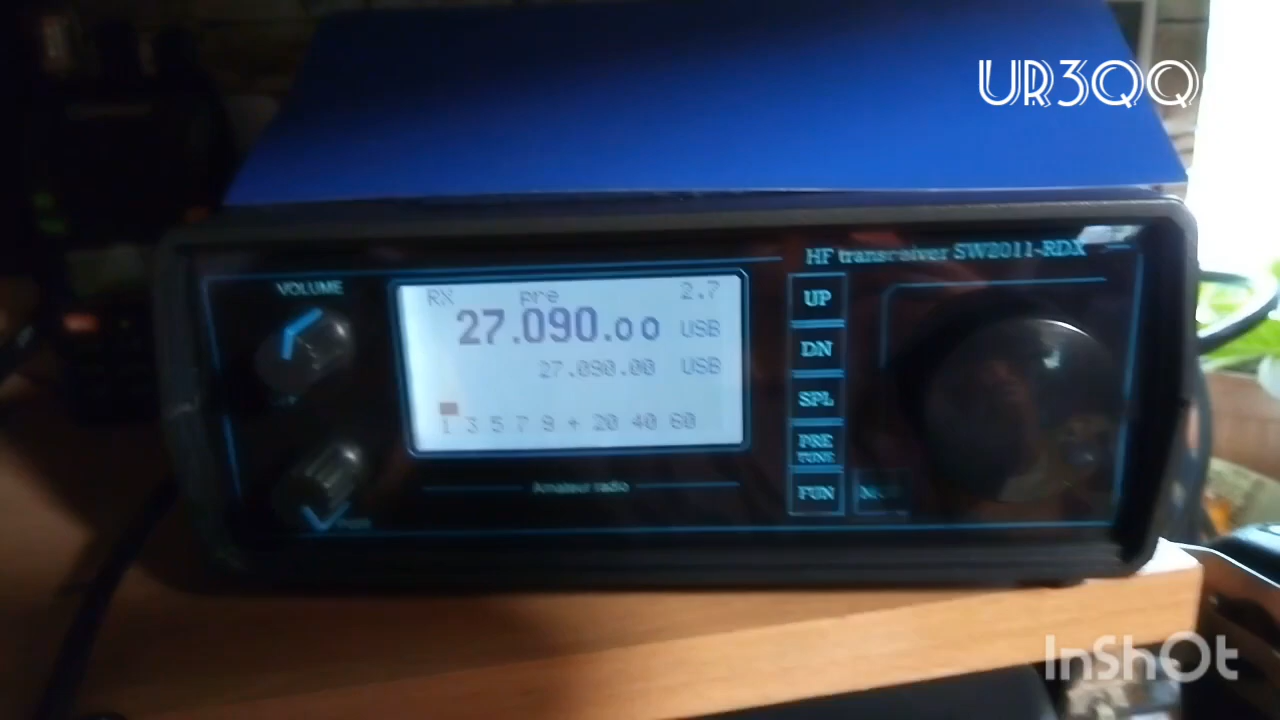 UR3QQ
HF transceiver SW2011-RDX
VOLUME
RX pre 2.7
27.090.00 USB
27.090.00 USB
1 3 5 7 9 + 20 40 60
UP
DN
SPL
PRE
TUNE
FUN
Amateur radio
InShOt